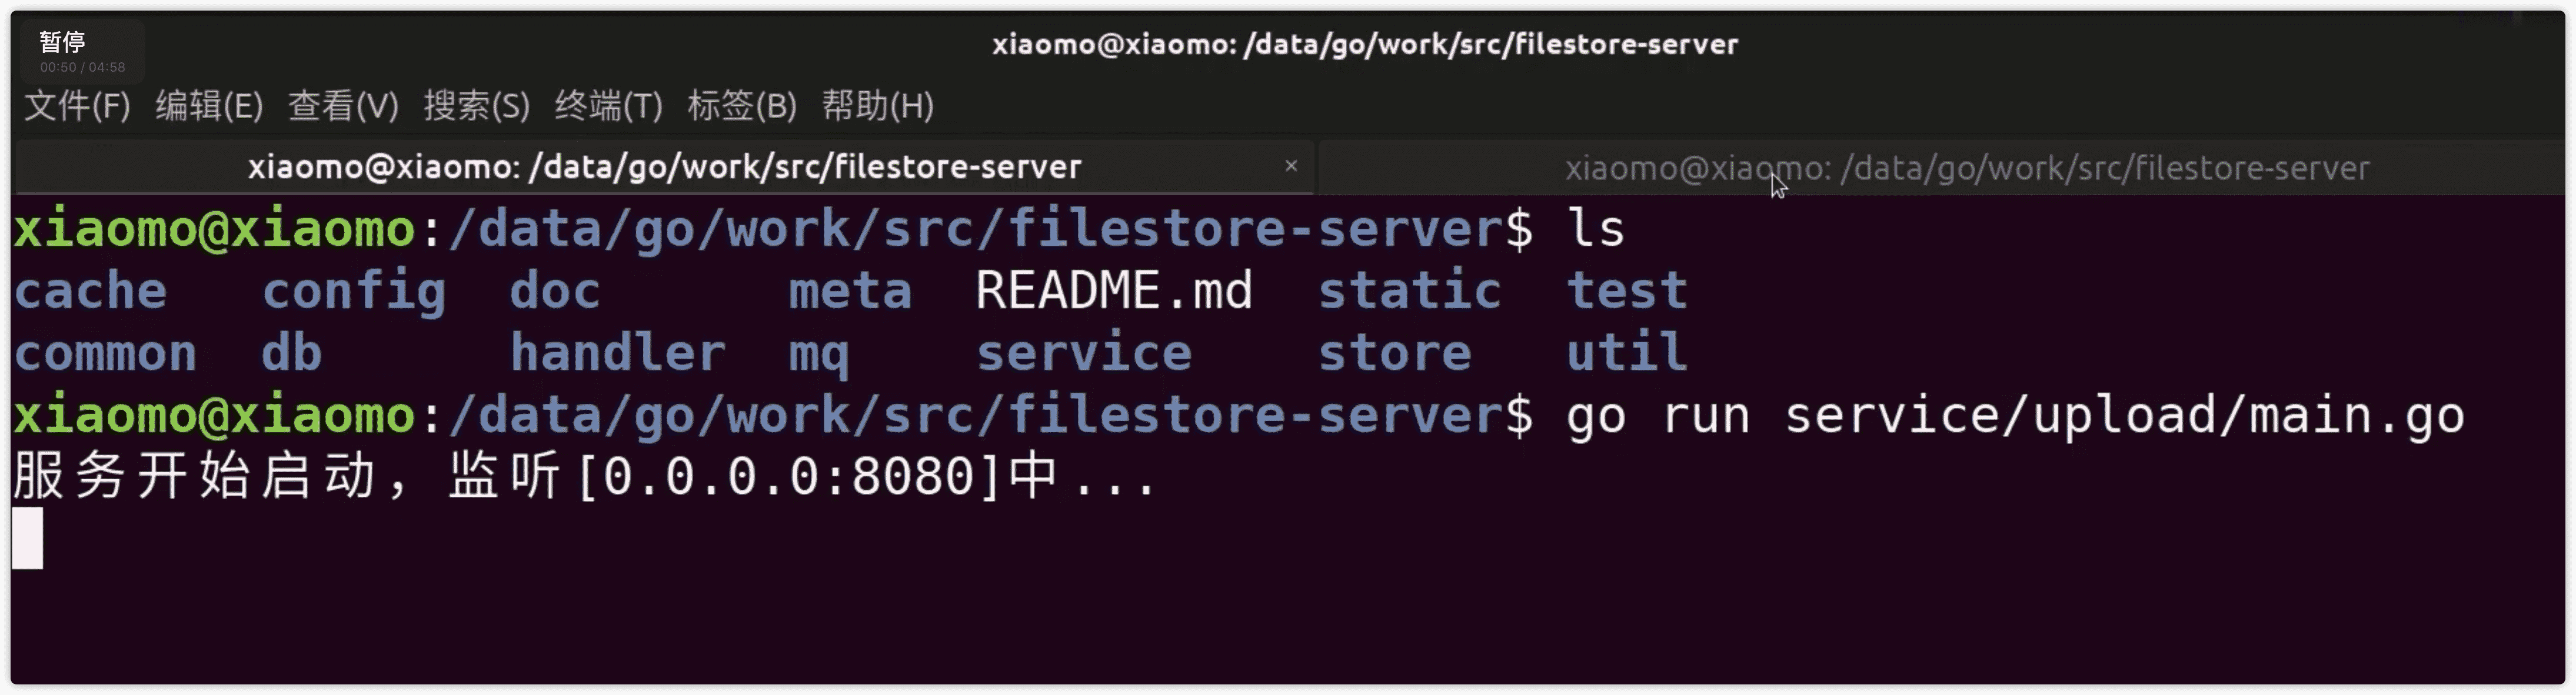 暂停
00:50 / 04:58
xiaomo@xiaomo: /data/go/work/src/filestore-server
文件(F) 编辑(E) 查看(V) 搜索(S) 终端(T) 标签(B) 帮助(H)
xiaomo@xiaomo: /data/go/work/src/filestore-server × xiaomo@xiaomo: /data/go/work/src/filestore-server
xiaomo@xiaomo:/data/go/work/src/filestore-server$ ls
cache config doc meta README.md static test
common db handler mq service store util
xiaomo@xiaomo:/data/go/work/src/filestore-server$ go run service/upload/main.go
服务开始启动，监听[0.0.0.0:8080]中...